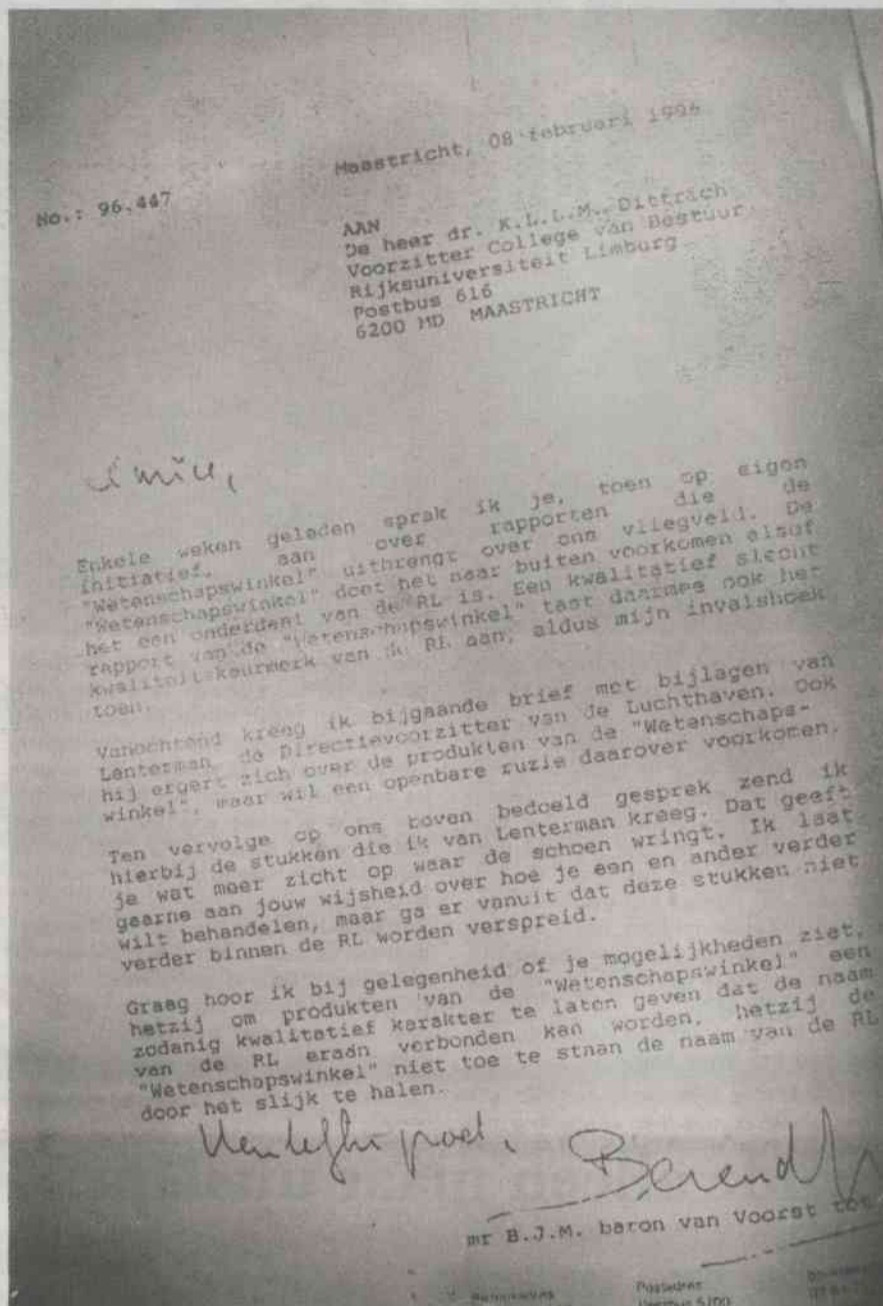 Maastricht, 08 februari 1996
No.: 96.447
AAN
De heer dr. K.L.L.M. Dittrich
Voorzitter College van Bestuur
Rijksuniversiteit Limburg
Postbus 616
6200 MD MAASTRICHT
Enkele weken geleden sprak ik je, toen op eigen
initiatief, aan over rapporten die de
"Wetenschapswinkel" uitbrengt over ons vliegveld. De
"Wetenschapswinkel" doet het naar buiten voorkomen alsof
het een onderdeel van de RL is. Een kwalitatief slecht
rapport van de "Wetenschapswinkel" tast daarmee ook het
kwaliteitskeurmerk van de RL aan, aldus mijn invalshoek
toen.
Vanochtend kreeg ik bijgaande brief met bijlagen van
Lenterman, de Directievoorzitter van de Luchthaven. Ook
hij ergert zich over de produkten van de "Wetenschaps-
winkel", maar wil een openbare ruzie daarover voorkomen.
Ten vervolge op ons boven bedoeld gesprek zend ik
hierbij de stukken die ik van Lenterman kreeg. Dat geeft
je wat meer zicht op waar de schoen wringt. Ik laat
gaarne aan jouw wijsheid over hoe je een en ander verder
wilt behandelen, maar ga er vanuit dat deze stukken niet
verder binnen de RL worden verspreid.
Graag hoor ik bij gelegenheid of je mogelijkheden ziet,
hetzij om produkten van de "Wetenschapswinkel" een
zodanig kwalitatief karakter te laten geven dat de naam
van de RL eraan verbonden kan worden, hetzij de
"Wetenschapswinkel" niet toe te staan de naam van de RL
door het slijk te halen.
Berend
mr B.J.M. baron van Voorst tot
Postadres